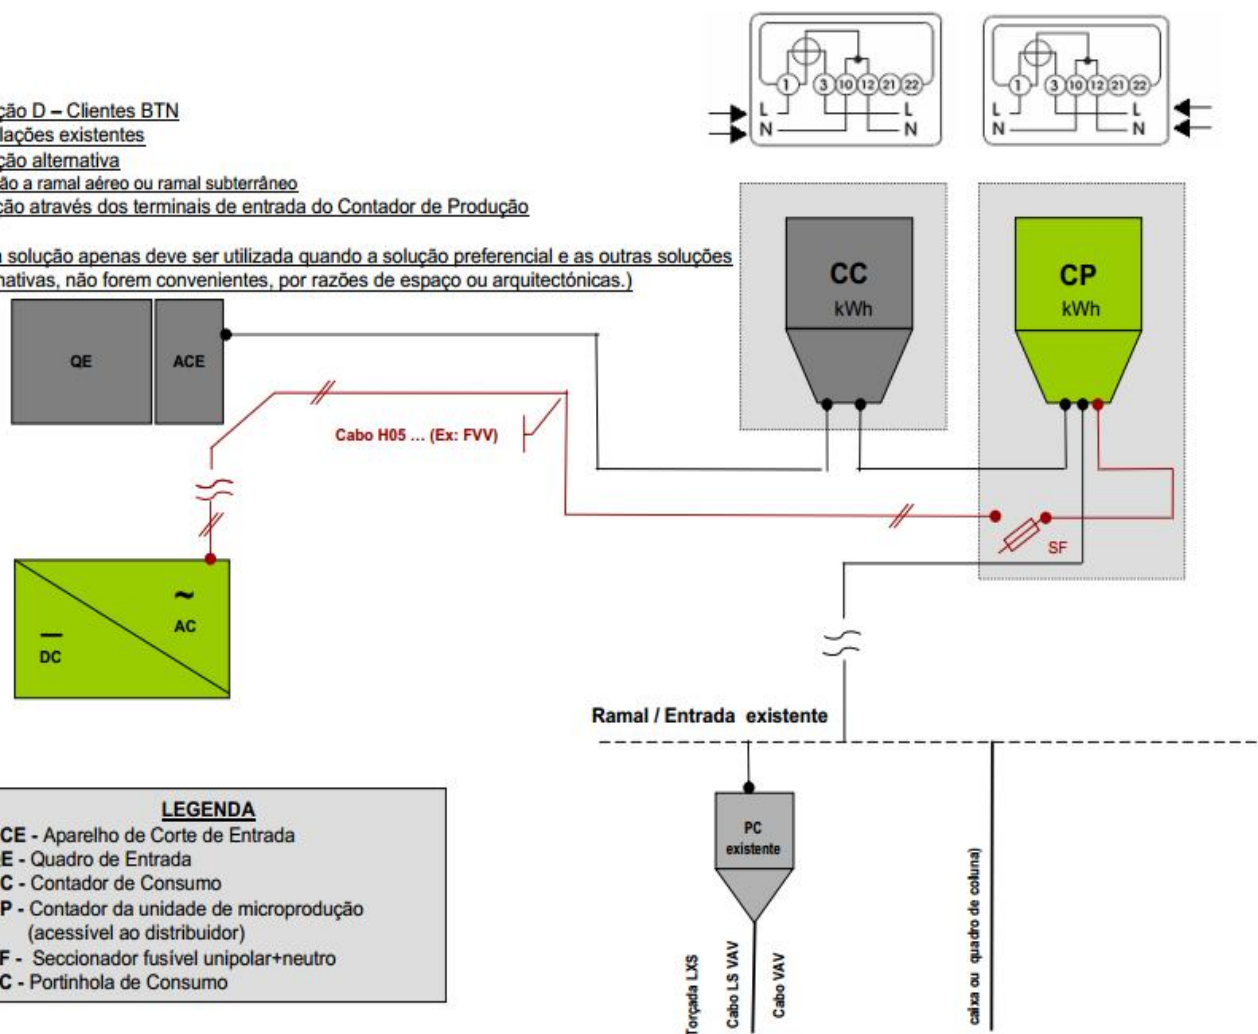 ção D – Clientes BTN
lações existentes
ção alternativa
ão a ramal aéreo ou ramal subterrâneo
ção através dos terminais de entrada do Contador de Produção
a solução apenas deve ser utilizada quando a solução preferencial e as outras soluções
nativas, não forem convenientes, por razões de espaço ou arquitectónicas.)
1 3 10 12 21 22
L L
N N
1 3 10 12 21 22
L L
N N
CC
kWh
CP
kWh
QE
ACE
Cabo H05 ... (Ex: FVV)
SF
~
AC
DC
Ramal / Entrada existente
PC
existente
Torçada LXS
Cabo LS VAV
Cabo VAV
caixa ou quadro de coluna)
LEGENDA
CE - Aparelho de Corte de Entrada
E - Quadro de Entrada
C - Contador de Consumo
P - Contador da unidade de microprodução
(acessível ao distribuidor)
F - Seccionador fusível unipolar+neutro
C - Portinhola de Consumo